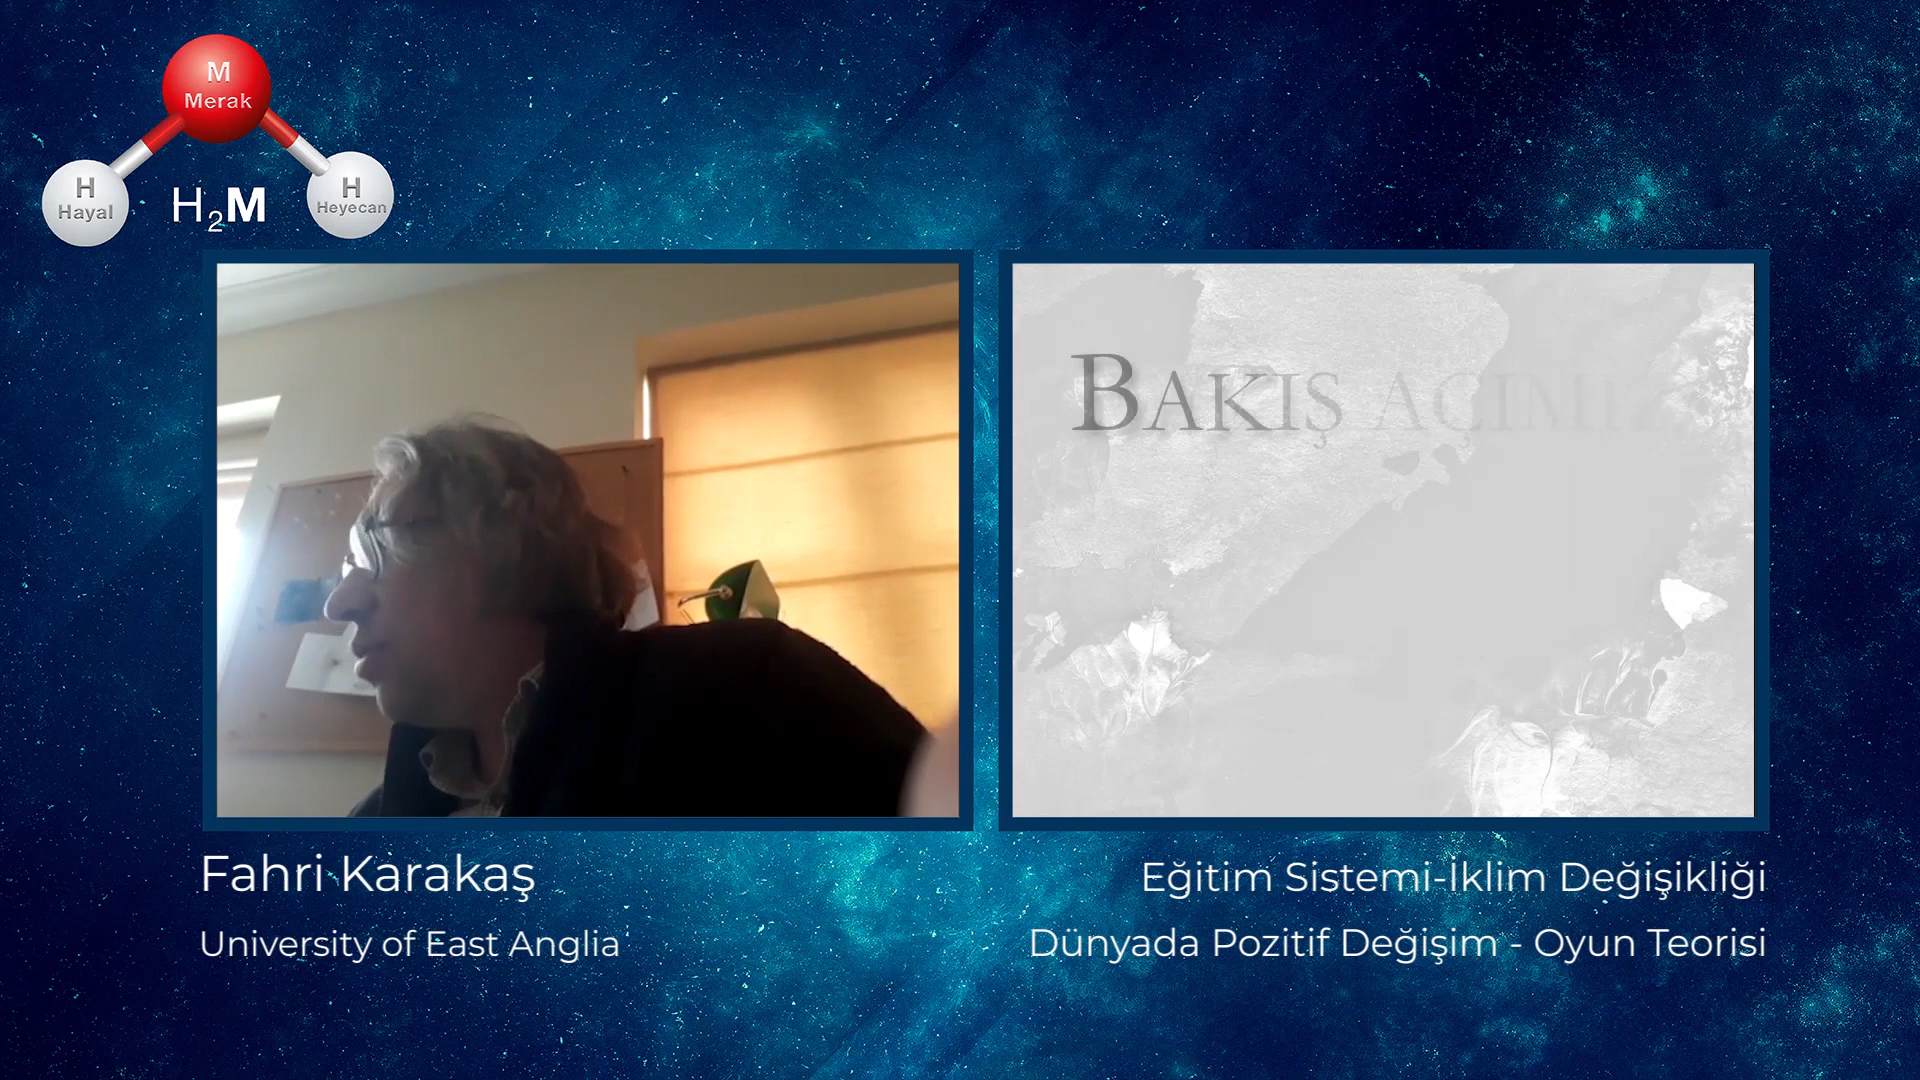 M
Merak
H
Hayal
H₂M
H
Heyecan
BAKIŞ AÇIMIZ
Fahri Karakaş
University of East Anglia
Eğitim Sistemi-İklim Değişikliği
Dünyada Pozitif Değişim - Oyun Teorisi